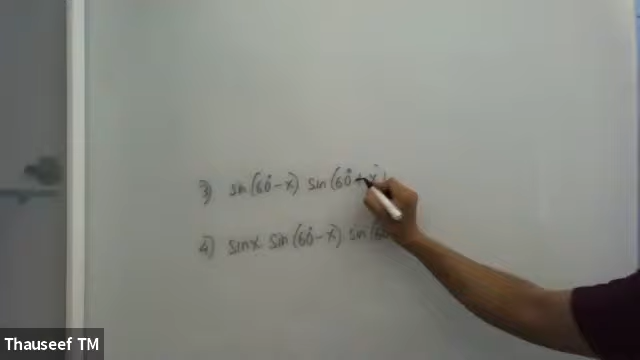 3) sin(60°-x) sin(60°+x)
4) sinx sin(60°-x) sin(60
Thauseef TM